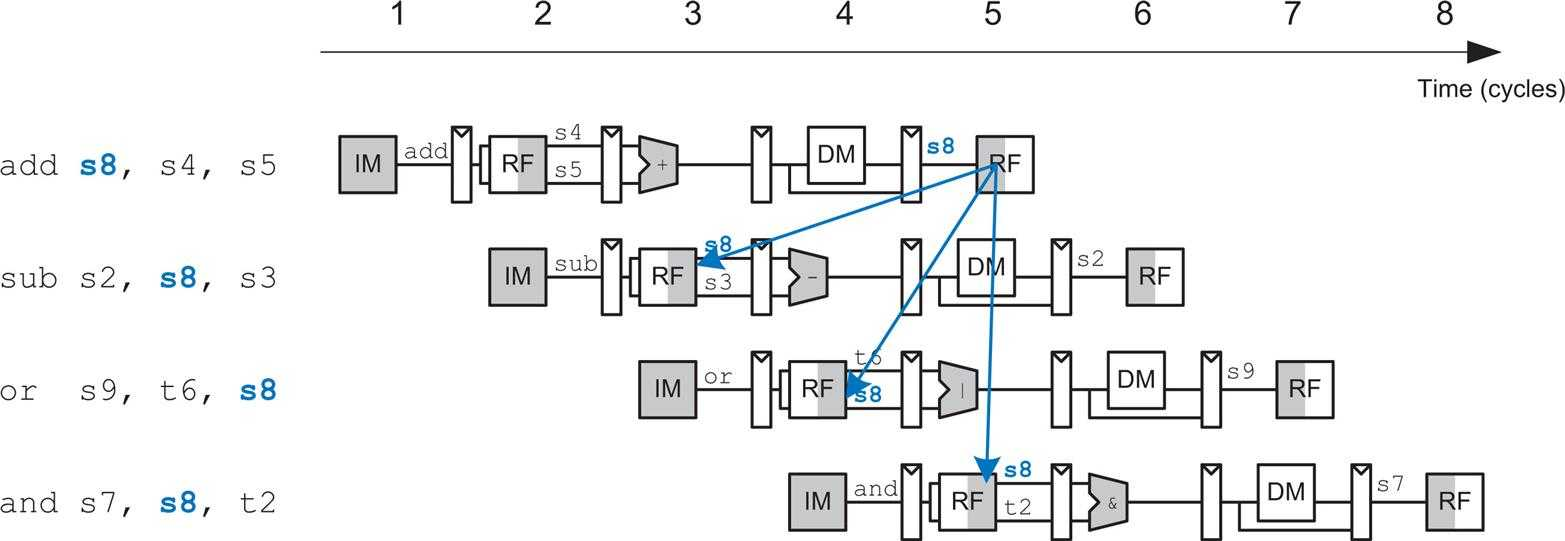 1 2 3 4 5 6 7 8
Time (cycles)
add s8, s4, s5 IM add RF s4 s5 + DM s8 RF
sub s2, s8, s3 IM sub RF s8 s3 - DM s2 RF
or s9, t6, s8 IM or RF t6 s8 | DM s9 RF
and s7, s8, t2 IM and RF s8 t2 & DM s7 RF